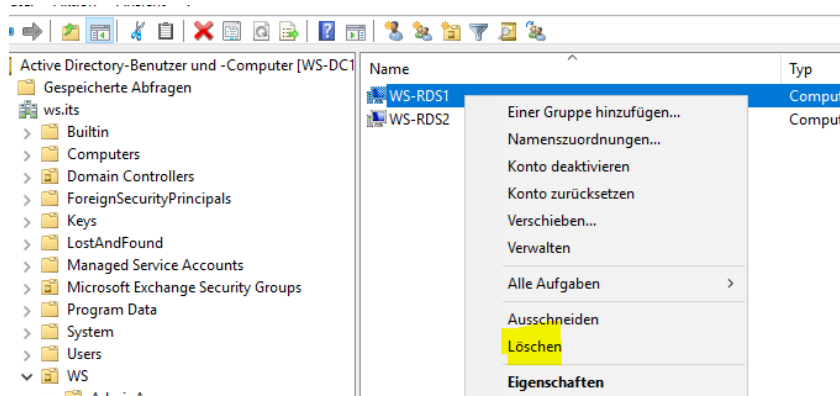 Active Directory-Benutzer und -Computer [WS-DC1
Gespeicherte Abfragen
ws.its
Builtin
Computers
Domain Controllers
ForeignSecurityPrincipals
Keys
LostAndFound
Managed Service Accounts
Microsoft Exchange Security Groups
Program Data
System
Users
WS
Name
Typ
WS-RDS1
Comput
WS-RDS2
Comput
Einer Gruppe hinzufügen...
Namenszuordnungen...
Konto deaktivieren
Konto zurücksetzen
Verschieben...
Verwalten
Alle Aufgaben
Ausschneiden
Löschen
Eigenschaften